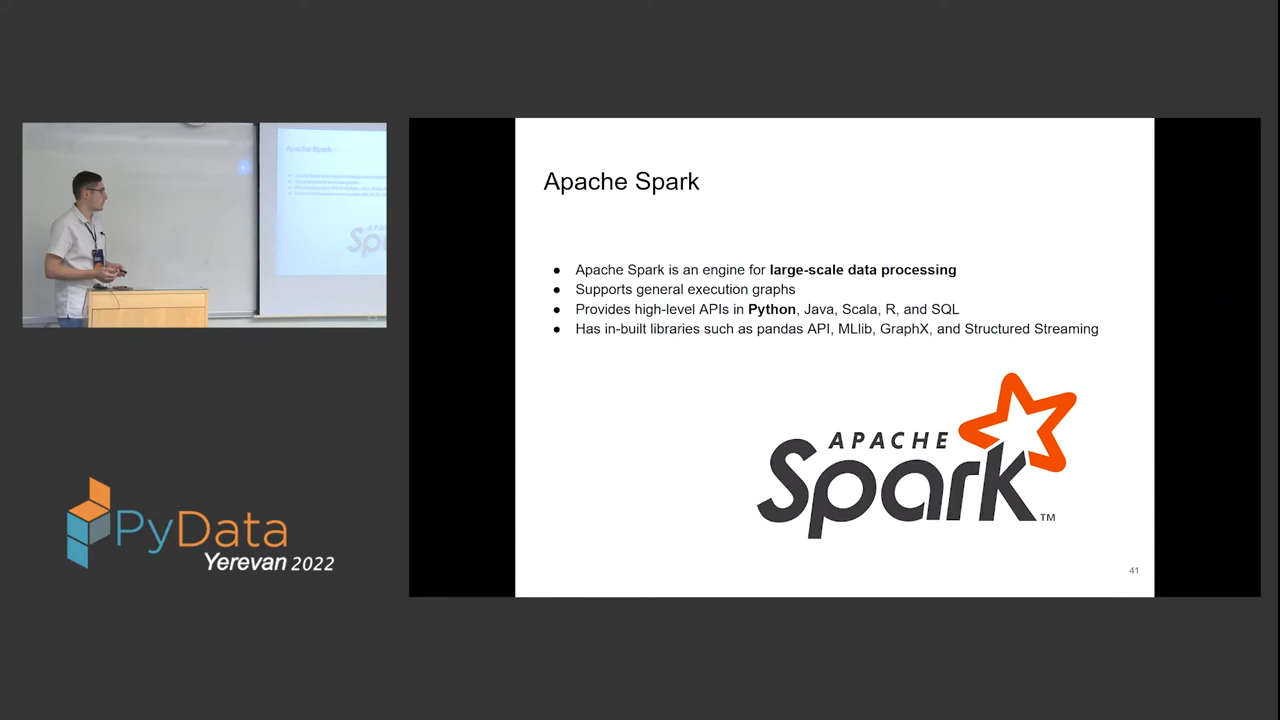 Apache Spark
● Apache Spark is an engine for large-scale data processing
● Supports general execution graphs
● Provides high-level APIs in Python, Java, Scala, R, and SQL
● Has in-built libraries such as pandas API, MLlib, GraphX, and Structured Streaming
APACHE
Spark™
41
Apache Spark
PyData
Yerevan 2022